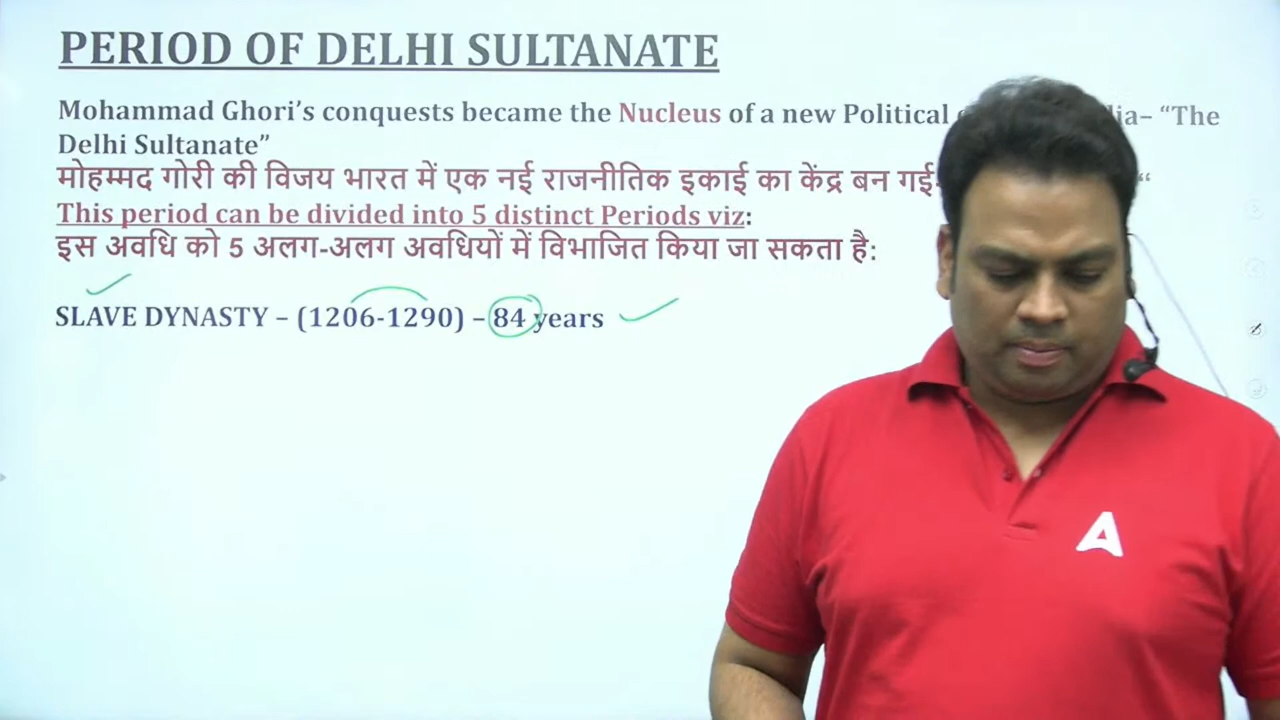 PERIOD OF DELHI SULTANATE
Mohammad Ghori’s conquests became the Nucleus of a new Political – “The
Delhi Sultanate”
मोहम्मद गोरी की विजय भारत में एक नई राजनीतिक इकाई का केंद्र बन गई
This period can be divided into 5 distinct Periods viz:
इस अवधि को 5 अलग-अलग अवधियों में विभाजित किया जा सकता है:
SLAVE DYNASTY – (1206-1290) – 84 years
A